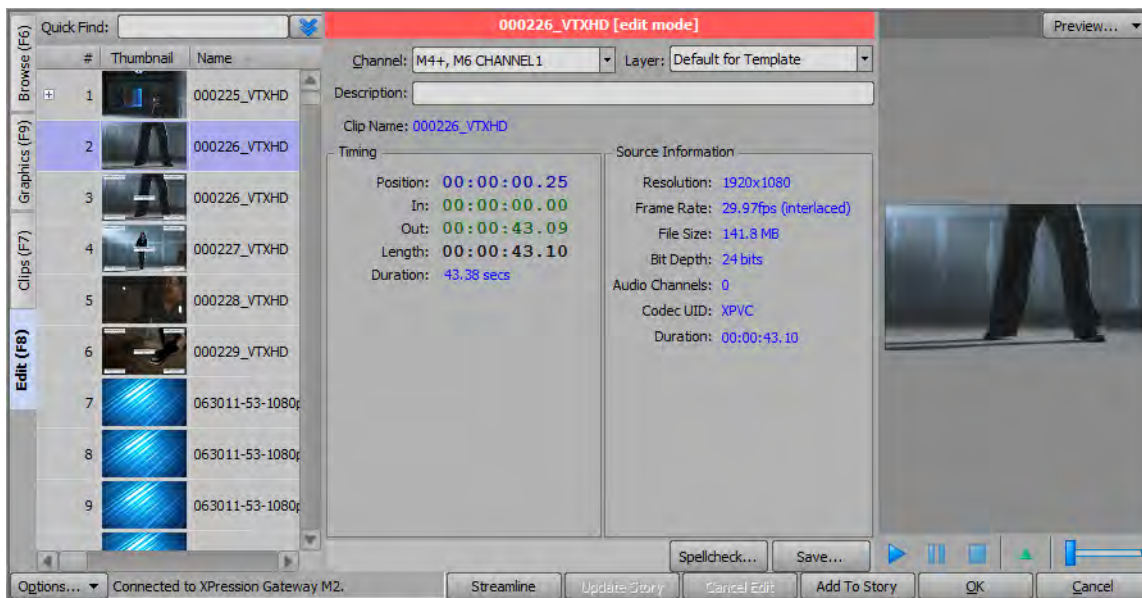 Browse (F6)
Graphics (F9)
Clips (F7)
Edit (F8)
Quick Find:
# Thumbnail Name
1 000225_VTXHD
2 000226_VTXHD
3 000226_VTXHD
4 000227_VTXHD
5 000228_VTXHD
6 000229_VTXHD
7 063011-53-1080p
8 063011-53-1080p
9 063011-53-1080p
000226_VTXHD [edit mode]
Channel: M4+, M6 CHANNEL1 Layer: Default for Template
Description:
Clip Name: 000226_VTXHD
Timing
Position: 00:00:00.25
In: 00:00:00.00
Out: 00:00:43.09
Length: 00:00:43.10
Duration: 43.38 secs
Source Information
Resolution: 1920x1080
Frame Rate: 29.97fps (interlaced)
File Size: 141.8 MB
Bit Depth: 24 bits
Audio Channels: 0
Codec UID: XPVC
Duration: 00:00:43.10
Spellcheck... Save...
Preview...
Options... Connected to XPression Gateway M2. Streamline Update Story Cancel Edit Add To Story OK Cancel